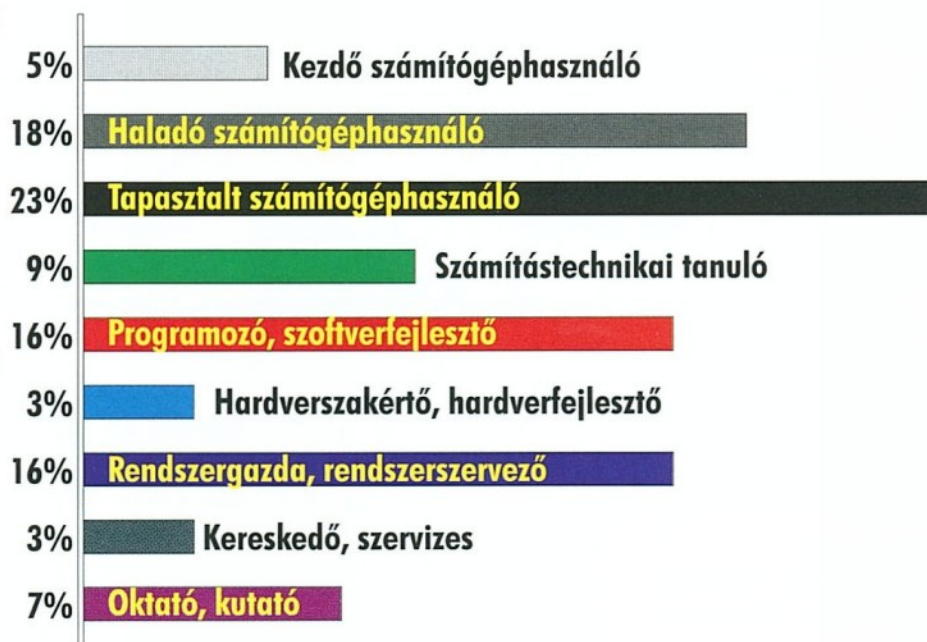 5% Kezdő számítógéphasználó
18% Haladó számítógéphasználó
23% Tapasztalt számítógéphasználó
9% Számítástechnikai tanuló
16% Programozó, szoftverfejlesztő
3% Hardverszakértő, hardverfejlesztő
16% Rendszergazda, rendszerszervező
3% Kereskedő, szervizes
7% Oktató, kutató